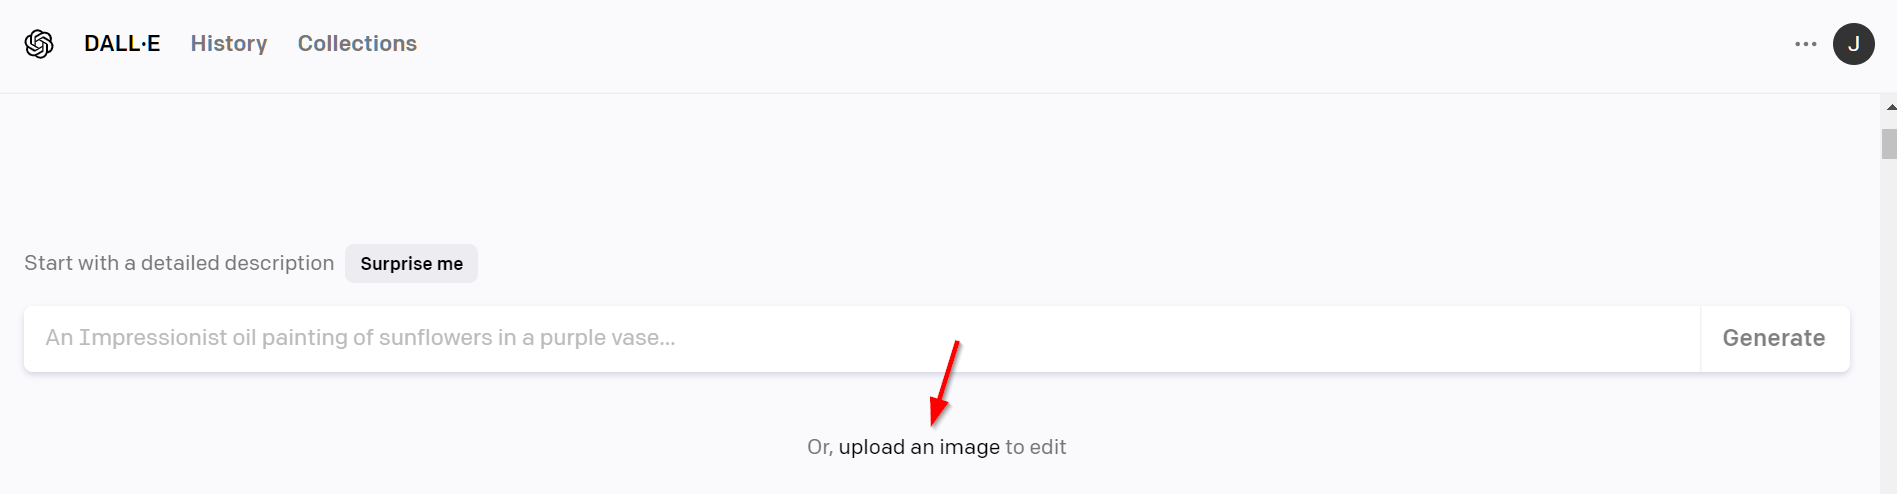 DALL·E History Collections ... J
Start with a detailed description Surprise me
An Impressionist oil painting of sunflowers in a purple vase... Generate
Or, upload an image to edit